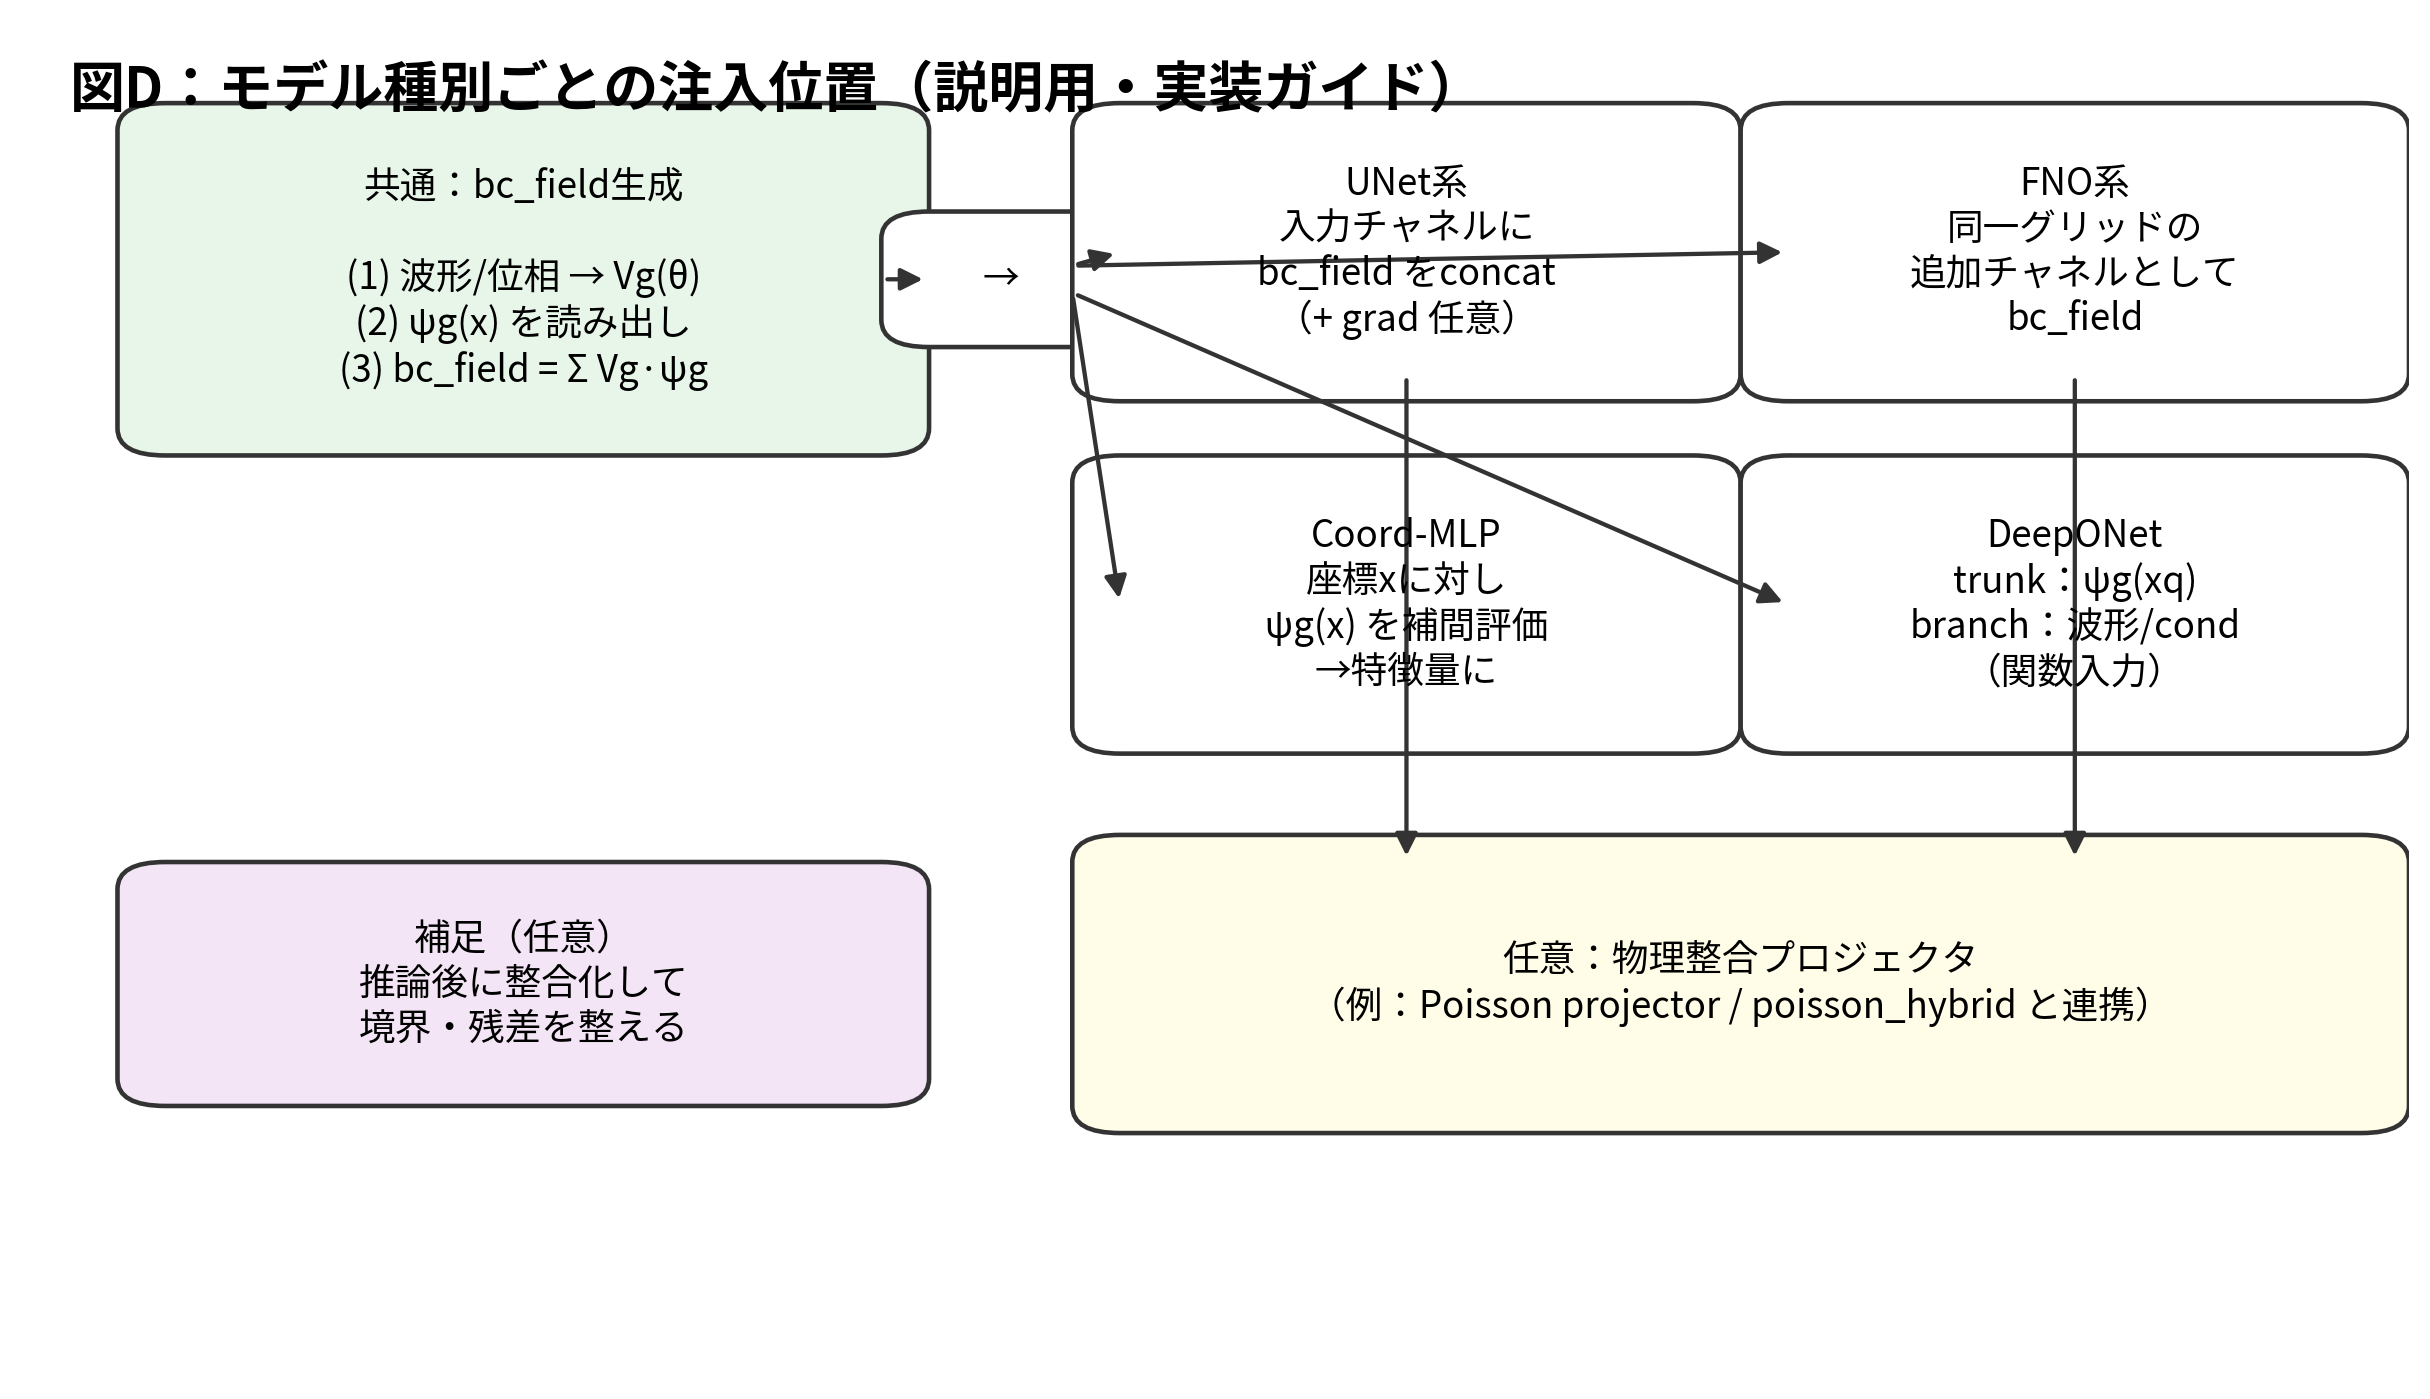 図D：モデル種別ごとの注入位置（説明用・実装ガイド）
共通：bc_field生成
(1) 波形/位相 → Vg(θ)
(2) ψg(x) を読み出し
(3) bc_field = Σ Vg·ψg
→
UNet系
入力チャネルに
bc_field をconcat
（+ grad 任意）
FNO系
同一グリッドの
追加チャネルとして
bc_field
Coord-MLP
座標xに対し
ψg(x) を補間評価
→特徴量に
DeepONet
trunk：ψg(xq)
branch：波形/cond
（関数入力）
補足（任意）
推論後に整合化して
境界・残差を整える
任意：物理整合プロジェクタ
（例：Poisson projector / poisson_hybrid と連携）